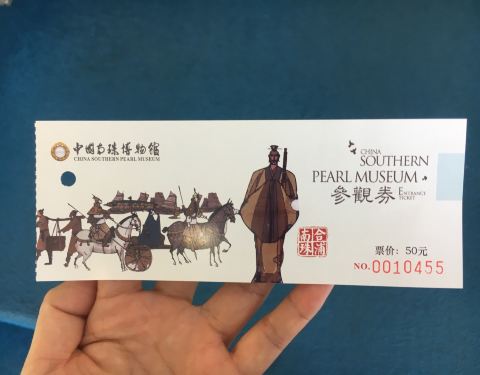 中国南珠博物馆
CHINA SOUTHERN PEARL MUSEUM
CHINA
SOUTHERN
PEARL MUSEUM
參觀券 ENTRANCE TICKET
合浦
南珠
票价：50元
NO.0010455